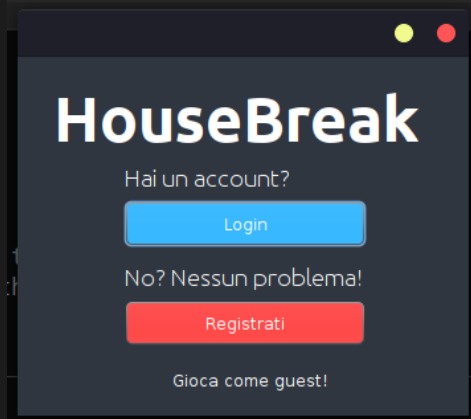 HouseBreak
Hai un account?
Login
No? Nessun problema!
Registrati
Gioca come guest!